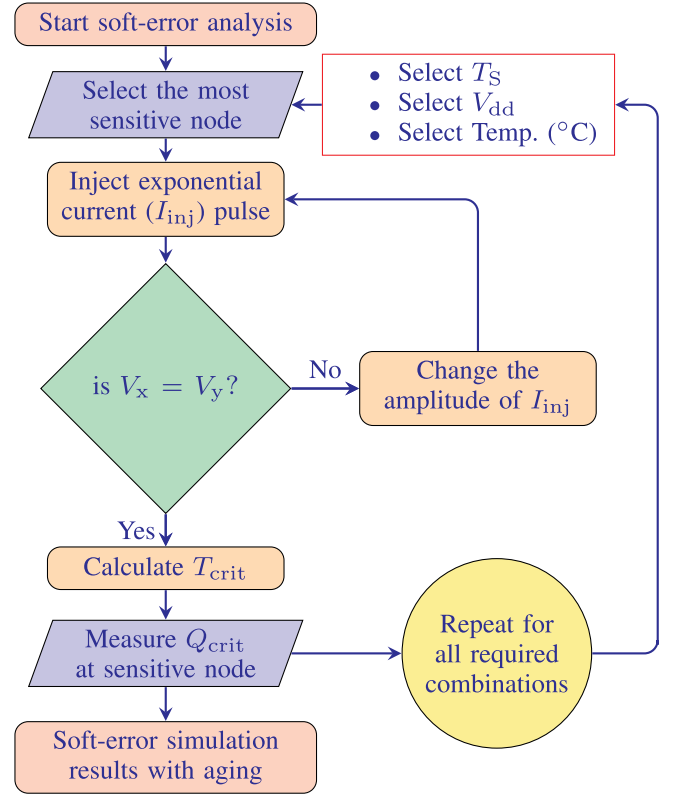 Start soft-error analysis
Select the most
sensitive node
• Select T_S
• Select V_dd
• Select Temp. (°C)
Inject exponential
current (I_inj) pulse
is V_x = V_y?
No
Change the
amplitude of I_inj
Yes
Calculate T_crit
Measure Q_crit
at sensitive node
Repeat for
all required
combinations
Soft-error simulation
results with aging